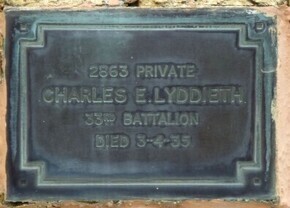 2863 PRIVATE
CHARLES E. LYDDIETH
33RD BATTALION
DIED 3-4-35